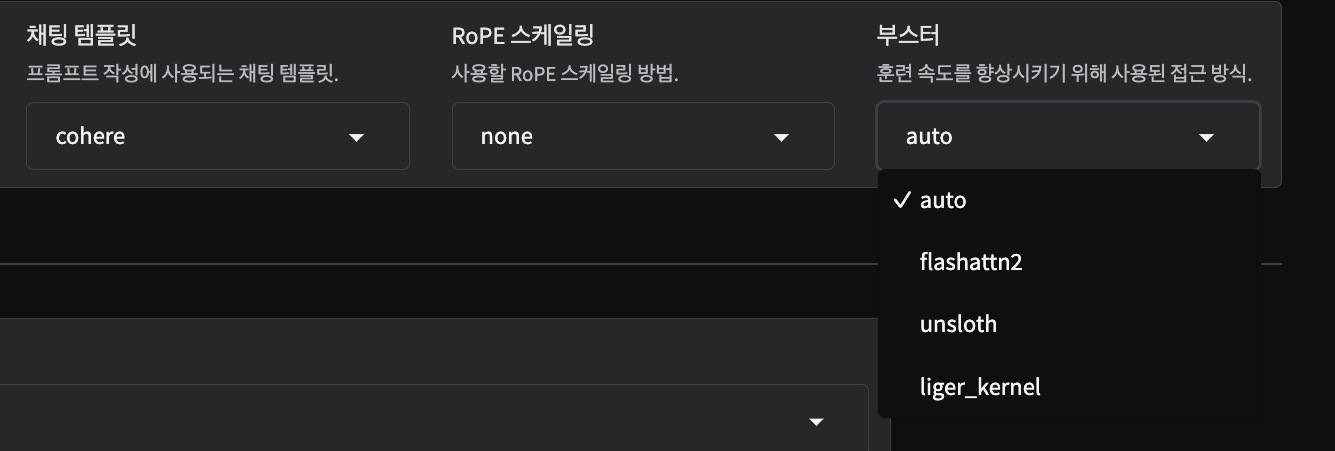 채팅 템플릿
프롬프트 작성에 사용되는 채팅 템플릿.
cohere
RoPE 스케일링
사용할 RoPE 스케일링 방법.
none
부스터
훈련 속도를 향상시키기 위해 사용된 접근 방식.
auto
✓ auto
flashattn2
unsloth
liger_kernel